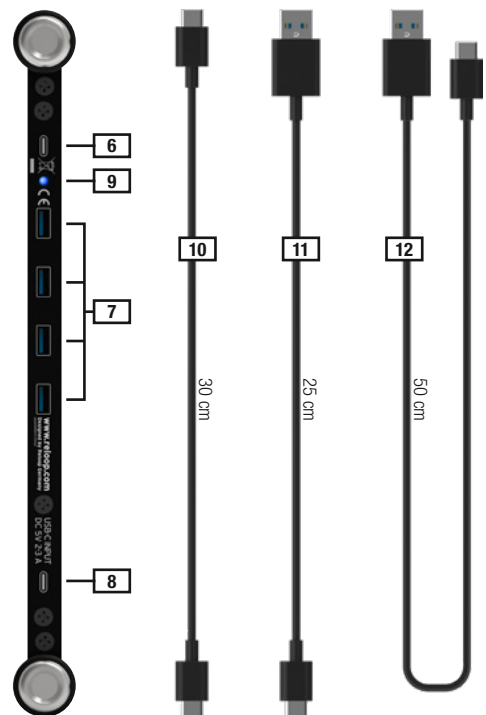 6
9
7
8
10
11
12
30 cm
25 cm
50 cm
CE
www.reloop.com
Designed by Reloop Germany
USB-C INPUT
DC 5V 2-3 A